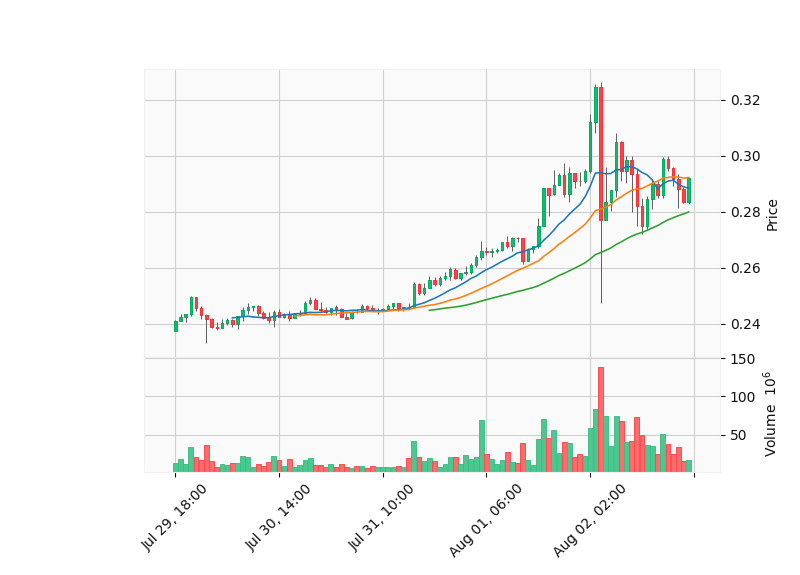 0.32
0.30
0.28
0.26
0.24
Price
150
100
50
Volume 10^6
Jul 29, 18:00
Jul 30, 14:00
Jul 31, 10:00
Aug 01, 06:00
Aug 02, 02:00